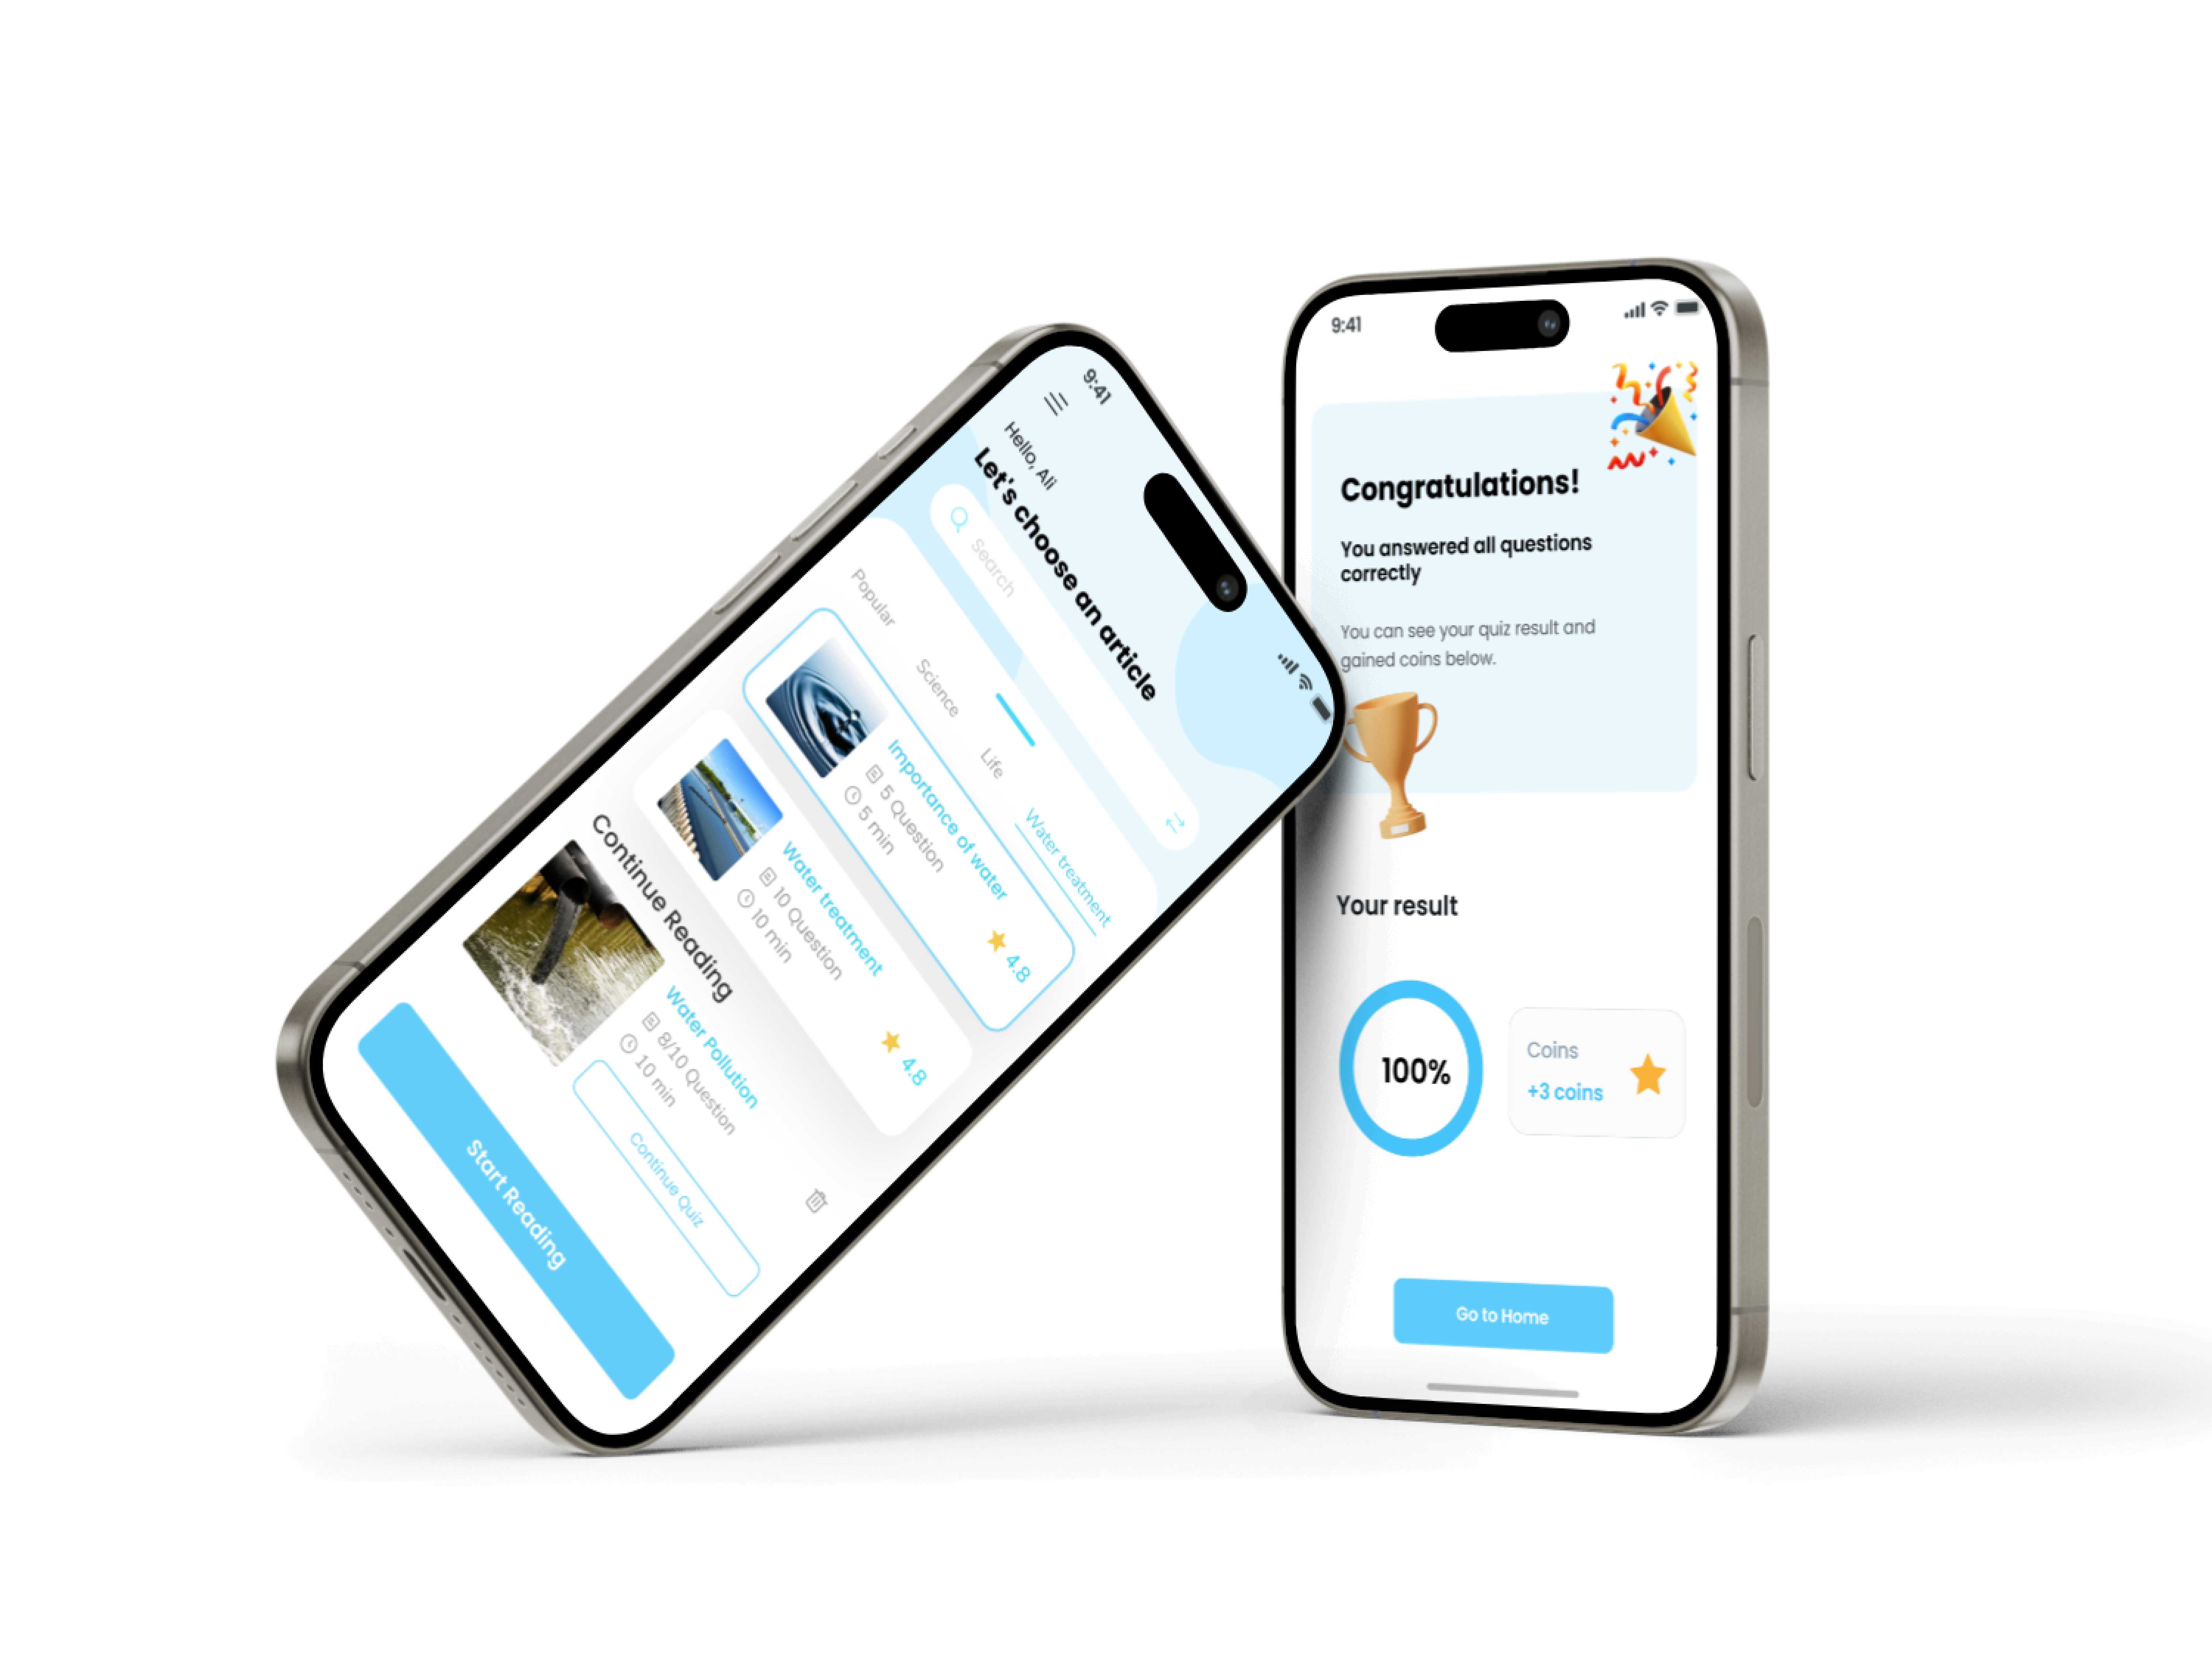 9:41
Hello, Ali
Let's choose an article
Search
Popular
Science
Life
Water treatment
Importance of water
5 Question
5 min
4.8
Water treatment
10 Question
10 min
4.8
Continue Reading
Water Pollution
8/10 Question
10 min
Continue Quiz
Start Reading
9:41
Congratulations!
You answered all questions
correctly
You can see your quiz result and
gained coins below.
Your result
100%
Coins
+3 coins
Go to Home